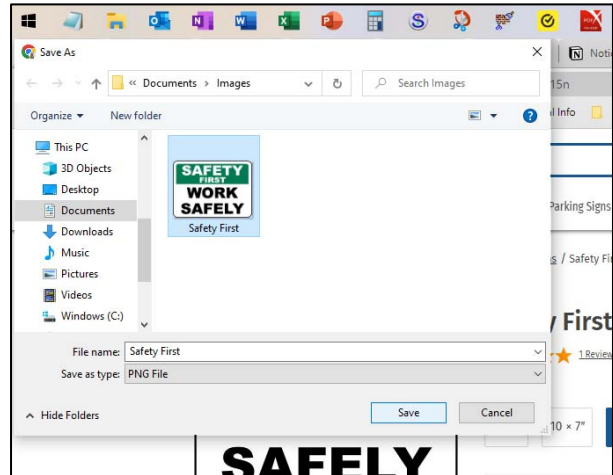 Save As
Noti
« Documents › Images
Search Images
15n
Organize
New folder
l Info
This PC
3D Objects
Desktop
Documents
Downloads
Music
Pictures
Videos
Windows (C:)
SAFETY
FIRST
WORK
SAFELY
Safety First
Parking Signs
s / Safety Fi
y First
1 Review
File name: Safety First
Save as type: PNG File
Hide Folders
Save
Cancel
10 × 7"
SAFELY